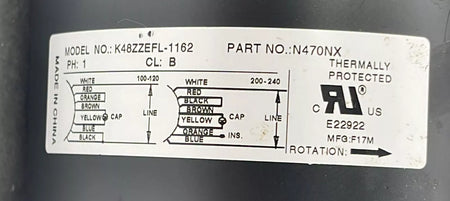 MODEL NO.: K48ZZEFL-1162
PART NO.: N470NX
PH: 1
CL: B
THERMALLY
PROTECTED
MADE IN CHINA
WHITE 100-120
RED
ORANGE
BLACK
BROWN
YELLOW CAP
BLUE
BLACK
LINE
WHITE 200-240
RED
BLACK
BROWN
YELLOW CAP
ORANGE INS.
BLUE
LINE
C RU US
E22922
MFG:F17M
ROTATION: